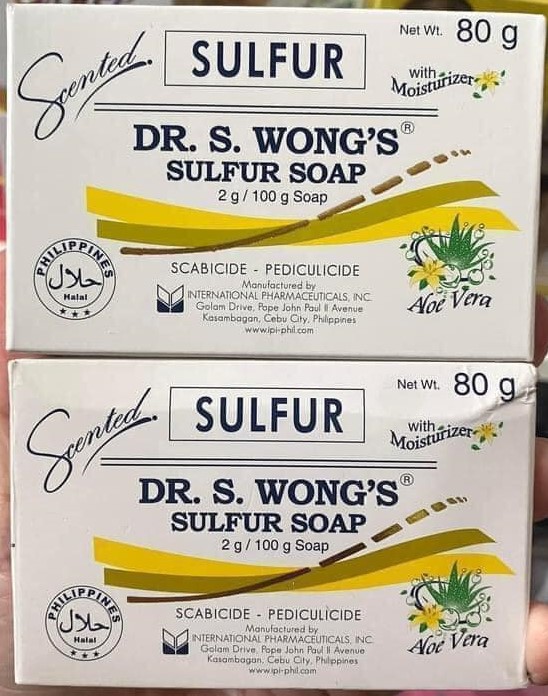 Scented
SULFUR
Net Wt. 80 g
with
Moisturizer
DR. S. WONG'S®
SULFUR SOAP
2 g / 100 g Soap
PHILIPPINES
حلال
Halal
SCABICIDE - PEDICULICIDE
Manufactured by
INTERNATIONAL PHARMACEUTICALS, INC.
Golam Drive, Pope John Paul II Avenue
Kasambagan, Cebu City, Philippines
www.ipi-phil.com
Aloe Vera
Scented
SULFUR
Net Wt. 80 g
with
Moisturizer
DR. S. WONG'S®
SULFUR SOAP
2 g / 100 g Soap
PHILIPPINES
حلال
Halal
SCABICIDE - PEDICULICIDE
Manufactured by
INTERNATIONAL PHARMACEUTICALS, INC.
Golam Drive, Pope John Paul II Avenue
Kasambagan, Cebu City, Philippines
www.ipi-phil.com
Aloe Vera